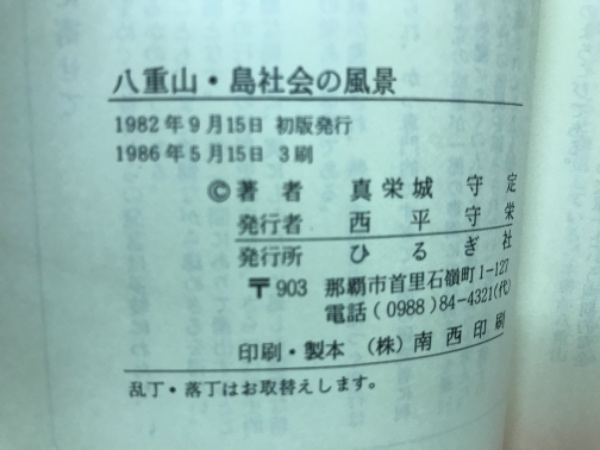 八重山・島社会の風景
1982年9月15日 初版発行
1986年5月15日 3刷
©著者 真栄城守定
発行者 西平守栄
発行所 ひるぎ社
〒903 那覇市首里石嶺町1-127
電話(0988)84-4321(代)
印刷・製本 (株)南西印刷
乱丁・落丁はお取替えします。